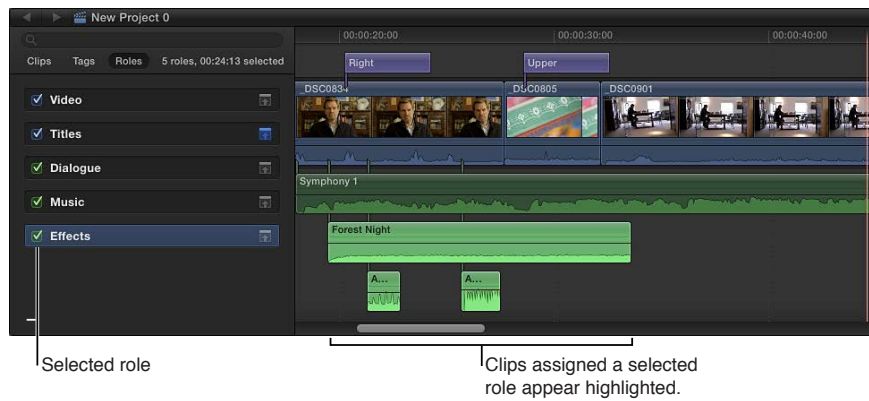 New Project 0
00:00:20:00 00:00:30:00 00:00:40:00
Clips Tags Roles 5 roles, 00:24:13 selected
Right Upper
_DSC0834 _DSC0805 _DSC0901
Video
Titles
Dialogue
Symphony 1
Music
Forest Night
Effects
A... A...
Selected role
Clips assigned a selected
role appear highlighted.